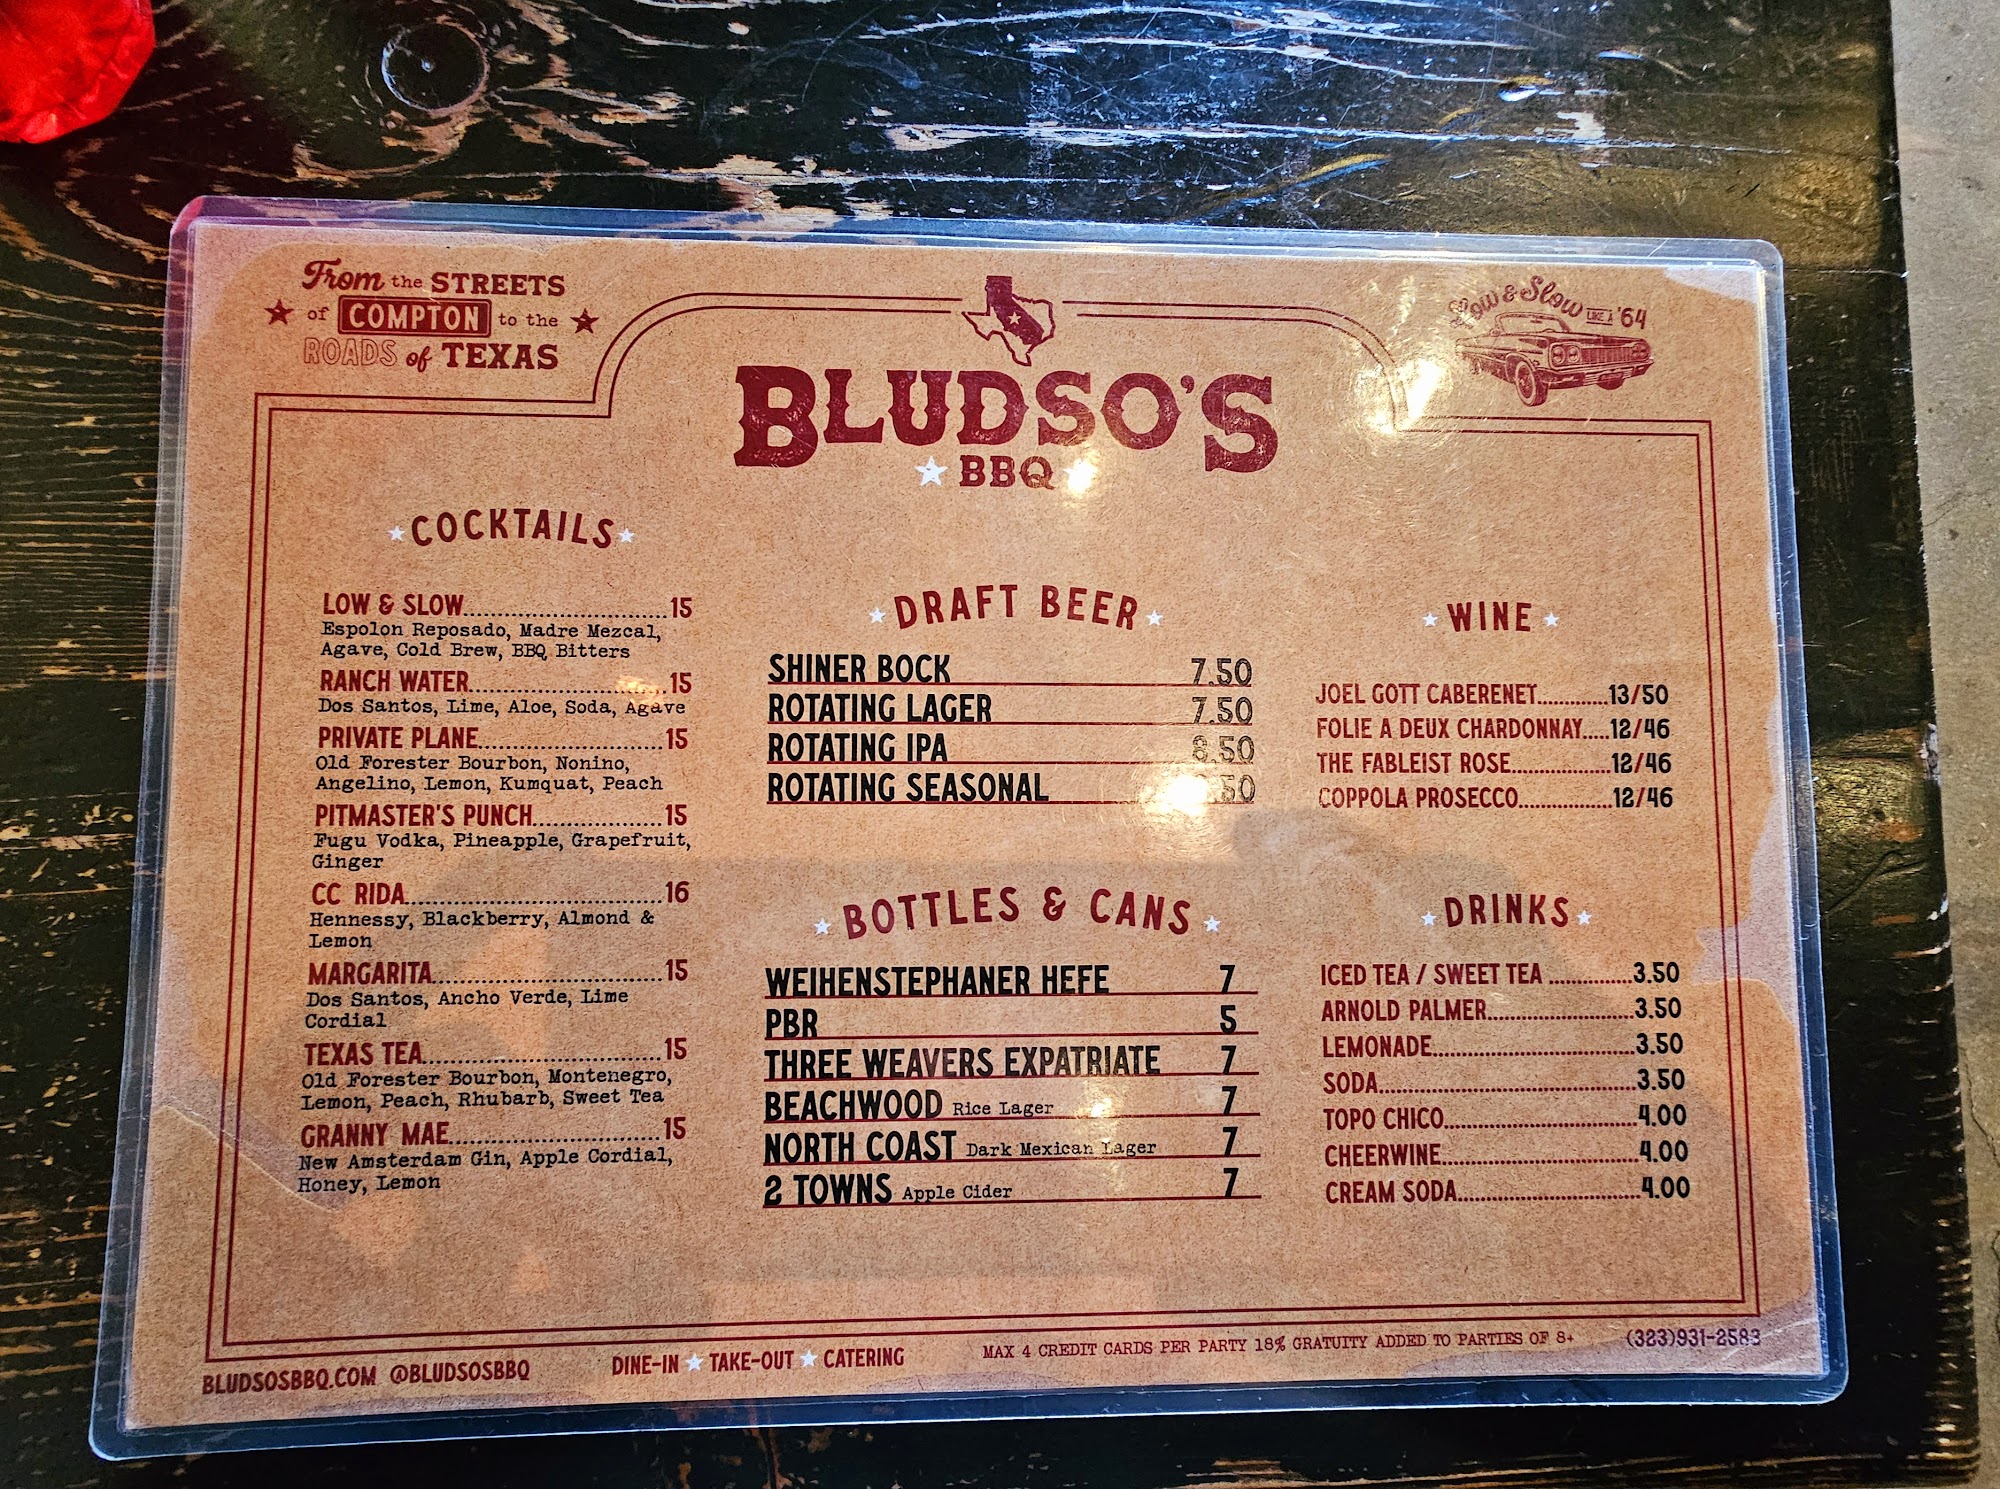 From the STREETS
of COMPTON to the
ROADS of TEXAS
Low & Slow LIKE A '64
BLUDSO'S
BBQ
COCKTAILS
LOW & SLOW 15
Espolon Reposado, Madre Mezcal,
Agave, Cold Brew, BBQ Bitters
RANCH WATER 15
Dos Santos, Lime, Aloe, Soda, Agave
PRIVATE PLANE 15
Old Forester Bourbon, Nonino,
Angelino, Lemon, Kumquat, Peach
PITMASTER'S PUNCH 15
Fugu Vodka, Pineapple, Grapefruit,
Ginger
CC RIDA 16
Hennessy, Blackberry, Almond &
Lemon
MARGARITA 15
Dos Santos, Ancho Verde, Lime
Cordial
TEXAS TEA 15
Old Forester Bourbon, Montenegro,
Lemon, Peach, Rhubarb, Sweet Tea
GRANNY MAE 15
New Amsterdam Gin, Apple Cordial,
Honey, Lemon
DRAFT BEER
SHINER BOCK 7.50
ROTATING LAGER 7.50
ROTATING IPA 8.50
ROTATING SEASONAL
BOTTLES & CANS
WEIHENSTEPHANER HEFE 7
PBR 5
THREE WEAVERS EXPATRIATE 7
BEACHWOOD Rice Lager 7
NORTH COAST Dark Mexican Lager 7
2 TOWNS Apple Cider 7
WINE
JOEL GOTT CABERENET 13/50
FOLIE A DEUX CHARDONNAY 12/46
THE FABLEIST ROSE 12/46
COPPOLA PROSECCO 12/46
DRINKS
ICED TEA / SWEET TEA 3.50
ARNOLD PALMER 3.50
LEMONADE 3.50
SODA 3.50
TOPO CHICO 4.00
CHEERWINE 4.00
CREAM SODA 4.00
BLUDSOSBBQ.COM @BLUDSOSBBQ
DINE-IN TAKE-OUT CATERING
MAX 4 CREDIT CARDS PER PARTY 18% GRATUITY ADDED TO PARTIES OF 8+
(323)931-2583